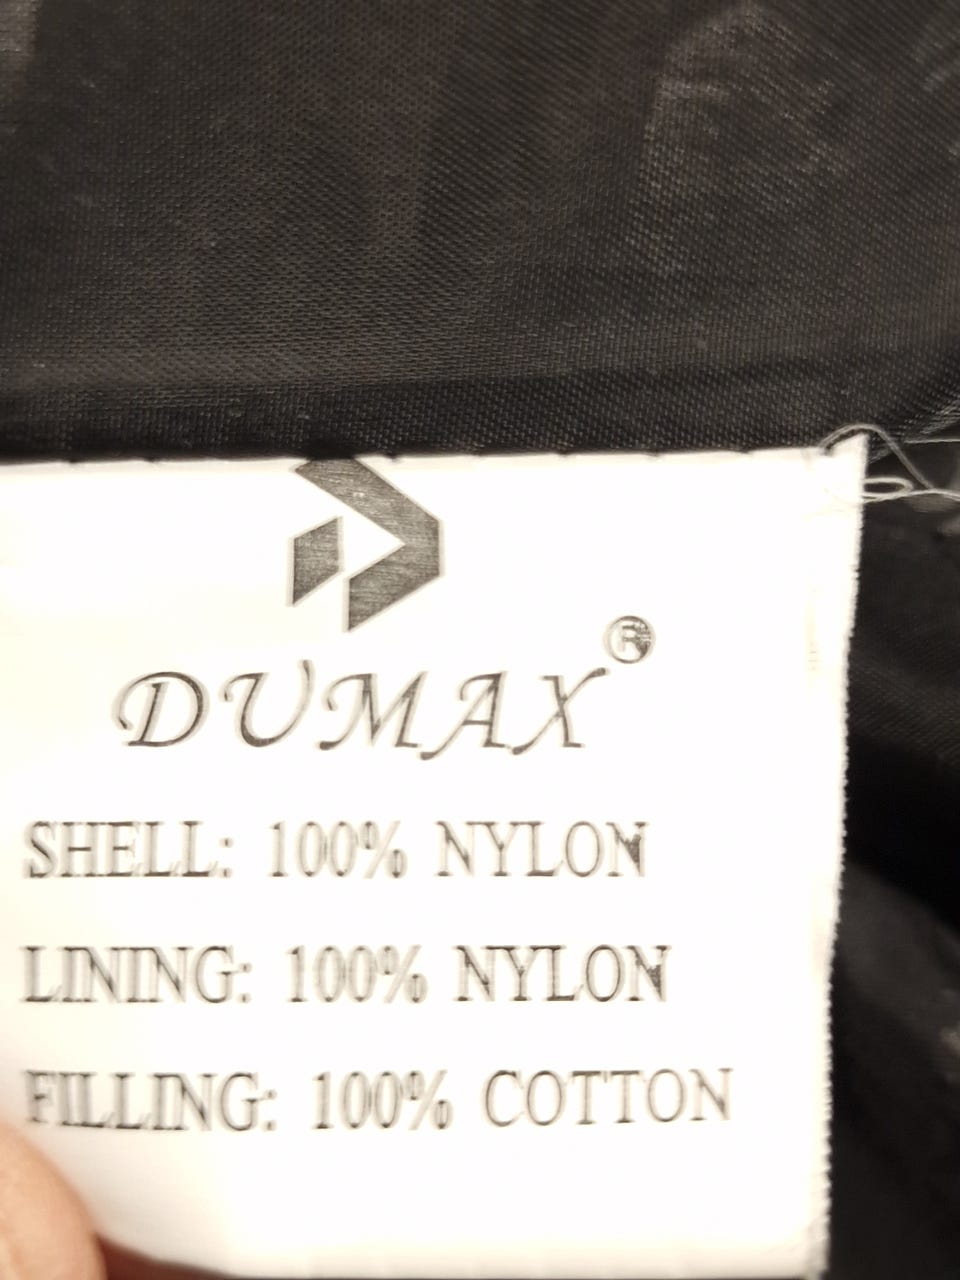 DUMAX®
SHELL: 100% NYLON
LINING: 100% NYLON
FILLING: 100% COTTON